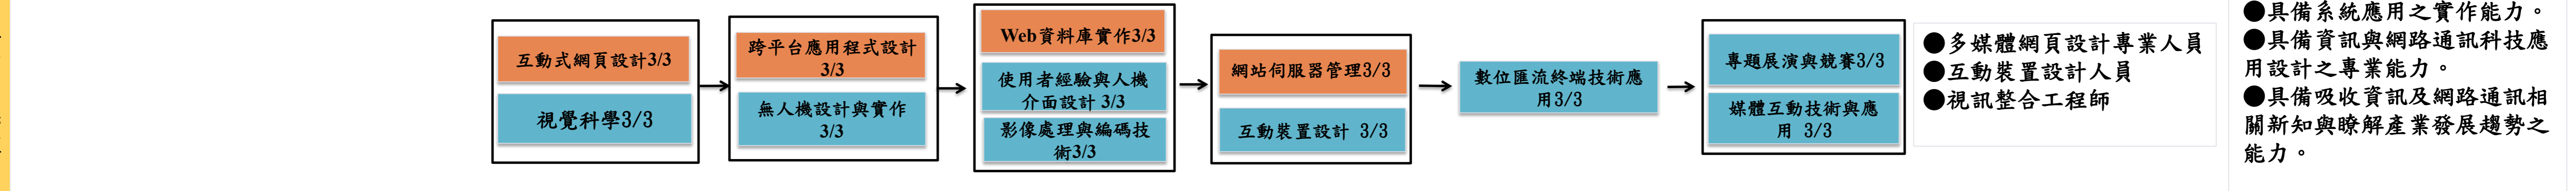 互動式網頁設計3/3
視覺科學3/3
跨平台應用程式設計
3/3
無人機設計與實作
3/3
Web資料庫實作3/3
使用者經驗與人機
介面設計 3/3
影像處理與編碼技
術3/3
網站伺服器管理3/3
互動裝置設計 3/3
數位匯流終端技術應
用3/3
專題展演與競賽3/3
媒體互動技術與應
用 3/3
●多媒體網頁設計專業人員
●互動裝置設計人員
●視訊整合工程師
●具備系統應用之實作能力。
●具備資訊與網路通訊科技應
用設計之專業能力。
●具備吸收資訊及網路通訊相
關新知與瞭解產業發展趨勢之
能力。